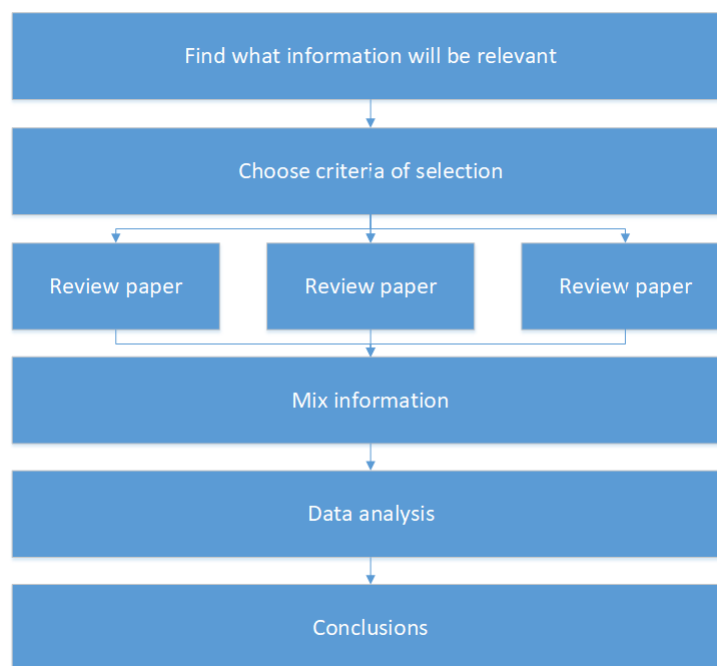 Find what information will be relevant
Choose criteria of selection
Review paper
Review paper
Review paper
Mix information
Data analysis
Conclusions